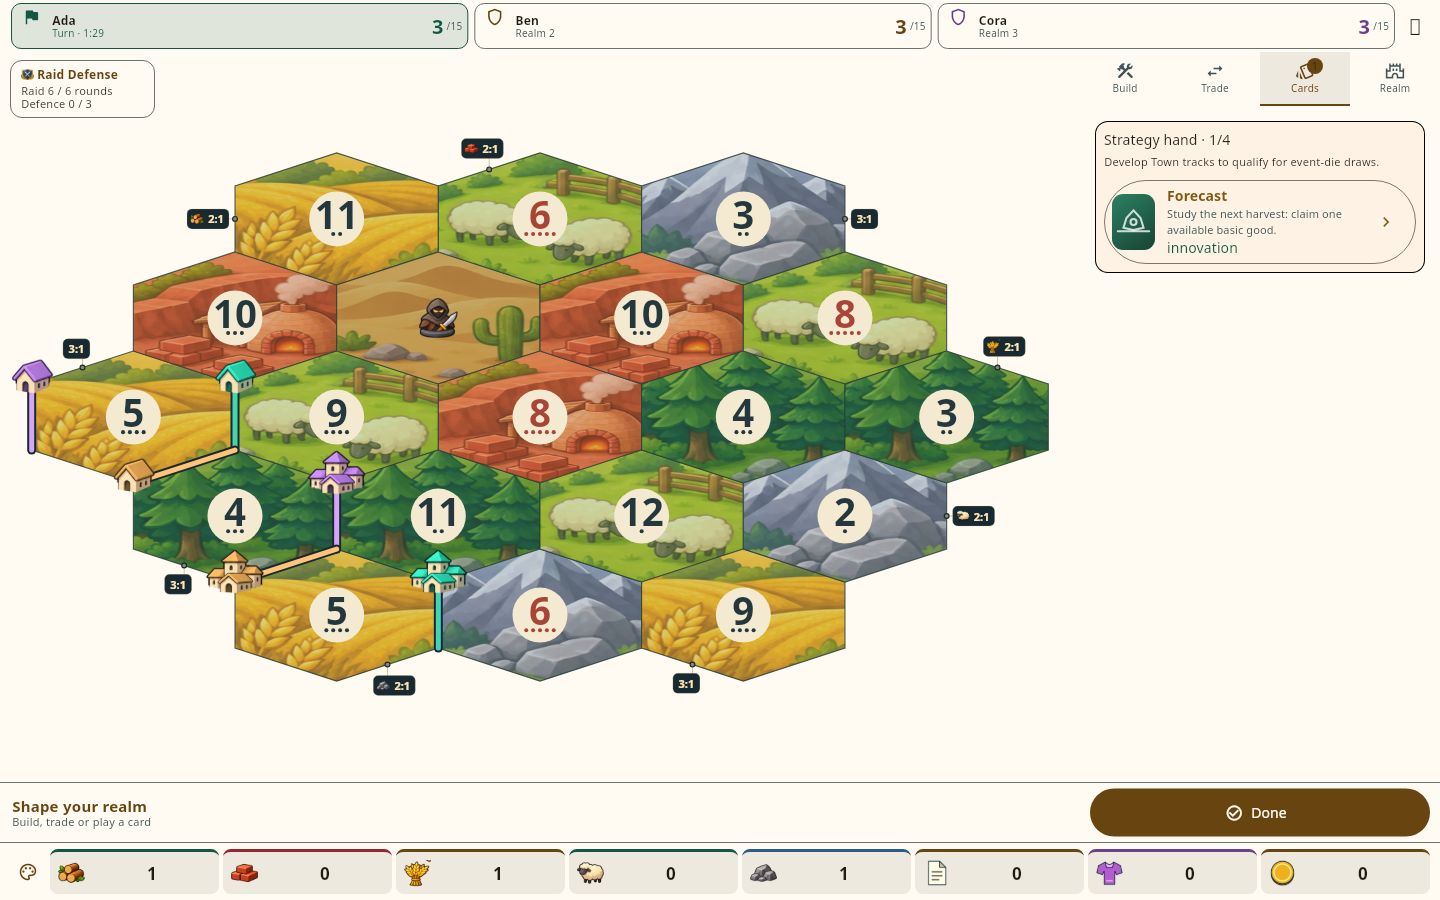 Ada
Turn · 1:29
3 /15
Ben
Realm 2
3 /15
Cora
Realm 3
3 /15
Raid Defense
Raid 6 / 6 rounds
Defence 0 / 3
Build
Trade
Cards
Realm
Strategy hand · 1/4
Develop Town tracks to qualify for event-die draws.
Forecast
Study the next harvest: claim one
available basic good.
innovation
2:1
2:1
11
6
3
3:1
10
10
8
3:1
2:1
5
9
8
4
3
4
11
12
2
2:1
3:1
5
6
9
2:1
3:1
Shape your realm
Build, trade or play a card
Done
1
0
1
0
1
0
0
0